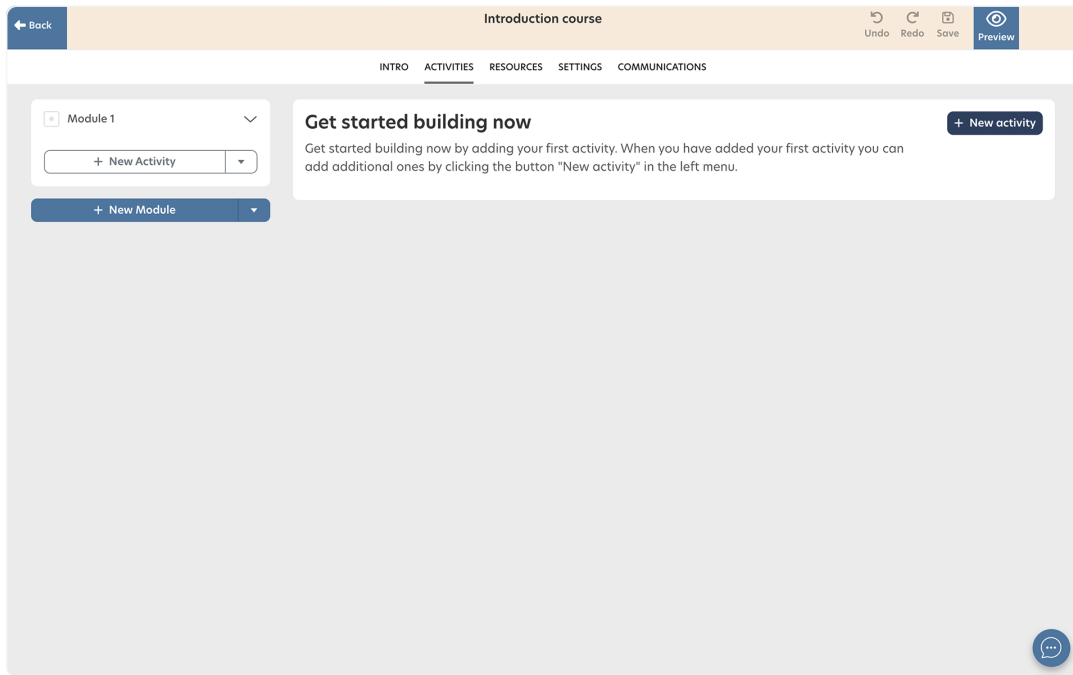 Back
Introduction course
Undo
Redo
Save
Preview
INTRO
ACTIVITIES
RESOURCES
SETTINGS
COMMUNICATIONS
Module 1
+ New Activity
+ New Module
Get started building now
+ New activity
Get started building now by adding your first activity. When you have added your first activity you can
add additional ones by clicking the button "New activity" in the left menu.